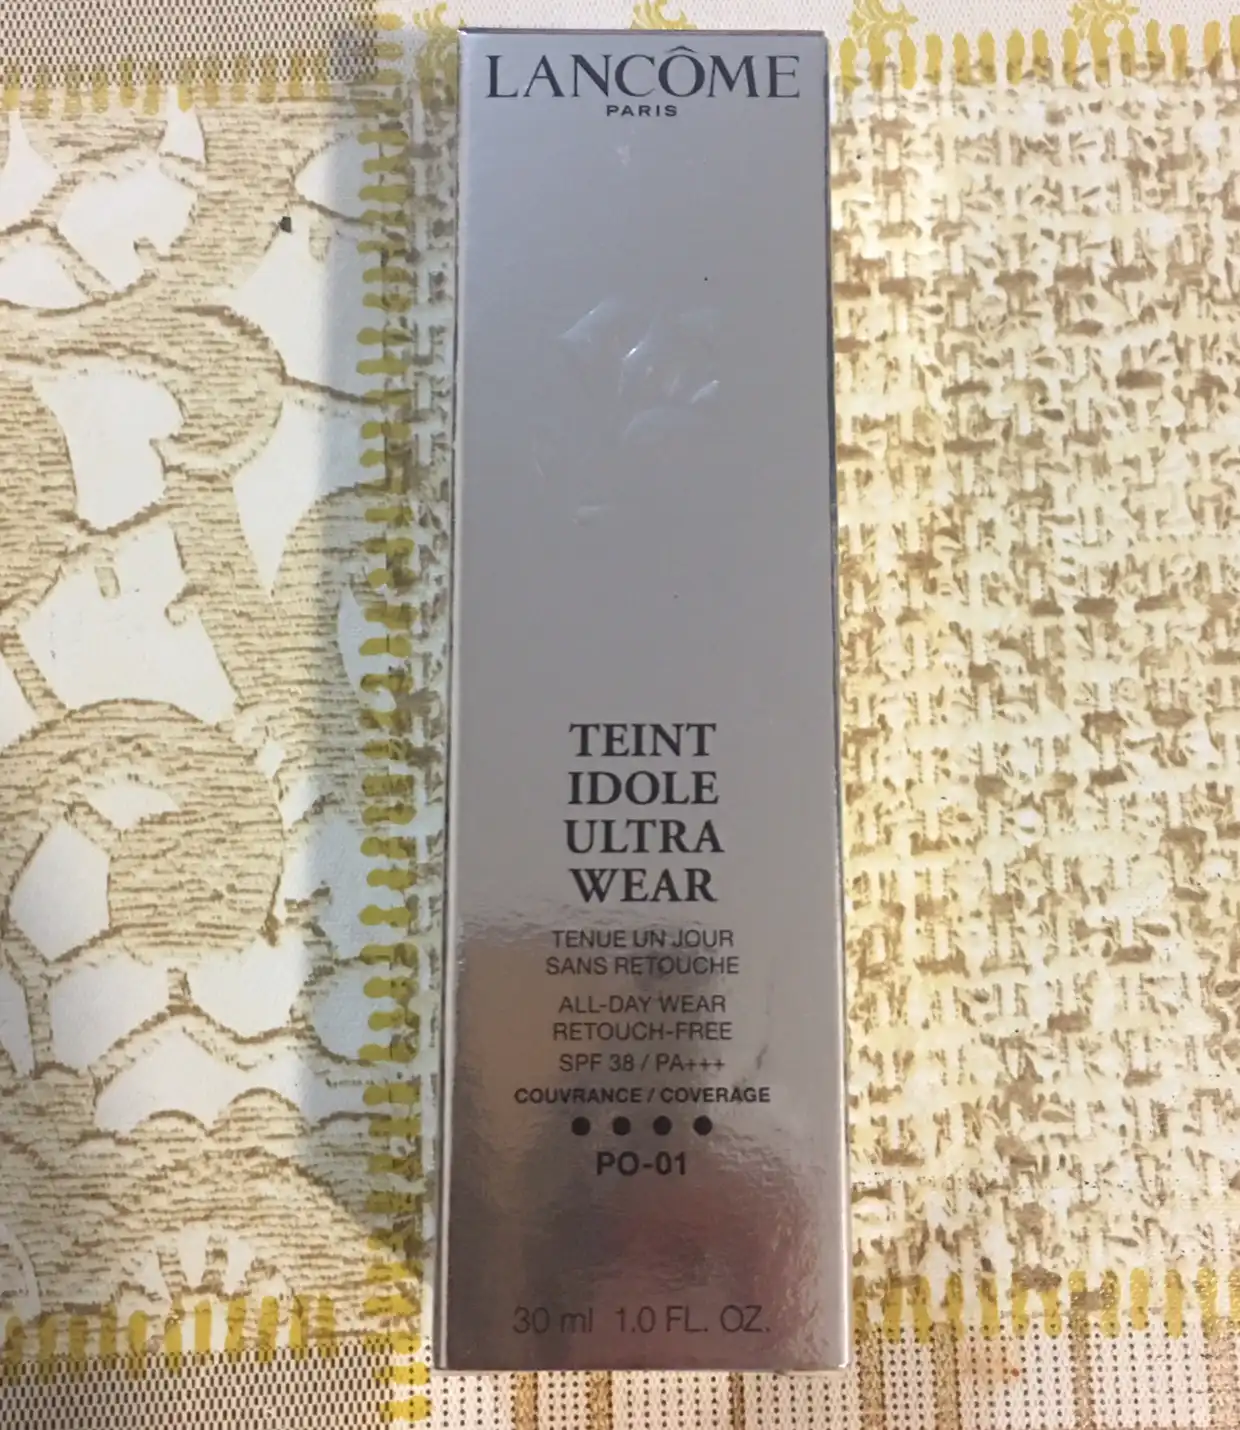 LANCÔME
PARIS
TEINT
IDOLE
ULTRA
WEAR
TENUE UN JOUR
SANS RETOUCHE
ALL-DAY WEAR
RETOUCH-FREE
SPF 38 / PA+++
COUVRANCE / COVERAGE
PO-01
30 ml 1.0 FL. OZ.